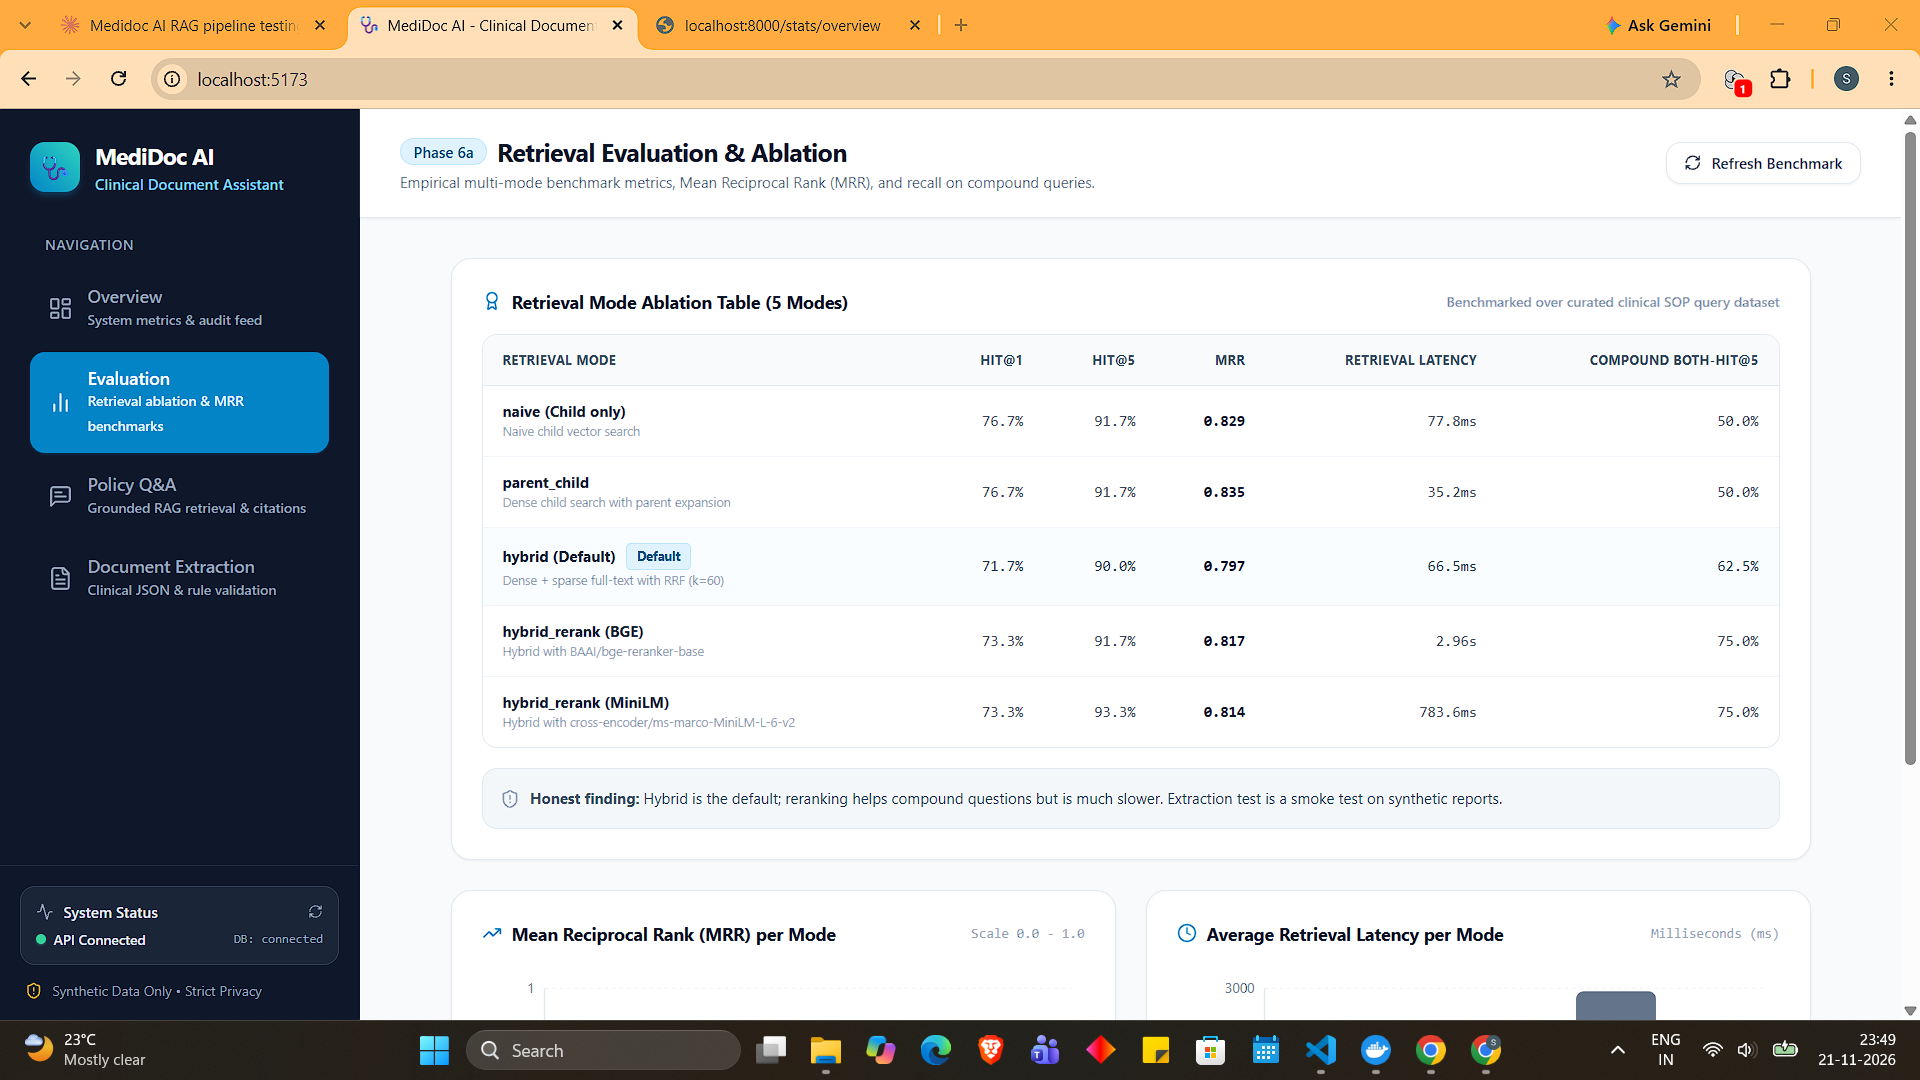 Medidoc AI RAG pipeline testin
MediDoc AI - Clinical Documen
localhost:8000/stats/overview
Ask Gemini
localhost:5173
1
S
MediDoc AI
Clinical Document Assistant
NAVIGATION
Overview
System metrics & audit feed
Evaluation
Retrieval ablation & MRR
benchmarks
Policy Q&A
Grounded RAG retrieval & citations
Document Extraction
Clinical JSON & rule validation
System Status
API Connected
DB: connected
Synthetic Data Only • Strict Privacy
Phase 6a
Retrieval Evaluation & Ablation
Empirical multi-mode benchmark metrics, Mean Reciprocal Rank (MRR), and recall on compound queries.
Refresh Benchmark
Retrieval Mode Ablation Table (5 Modes)
Benchmarked over curated clinical SOP query dataset
RETRIEVAL MODE HIT@1 HIT@5 MRR RETRIEVAL LATENCY COMPOUND BOTH-HIT@5
naive (Child only)
Naive child vector search
76.7% 91.7% 0.829 77.8ms 50.0%
parent_child
Dense child search with parent expansion
76.7% 91.7% 0.835 35.2ms 50.0%
hybrid (Default) Default
Dense + sparse full-text with RRF (k=60)
71.7% 90.0% 0.797 66.5ms 62.5%
hybrid_rerank (BGE)
Hybrid with BAAI/bge-reranker-base
73.3% 91.7% 0.817 2.96s 75.0%
hybrid_rerank (MiniLM)
Hybrid with cross-encoder/ms-marco-MiniLM-L-6-v2
73.3% 93.3% 0.814 783.6ms 75.0%
Honest finding: Hybrid is the default; reranking helps compound questions but is much slower. Extraction test is a smoke test on synthetic reports.
Mean Reciprocal Rank (MRR) per Mode
Scale 0.0 - 1.0
1
Average Retrieval Latency per Mode
Milliseconds (ms)
3000
23°C
Mostly clear
Search
ENG
IN
23:49
21-11-2026